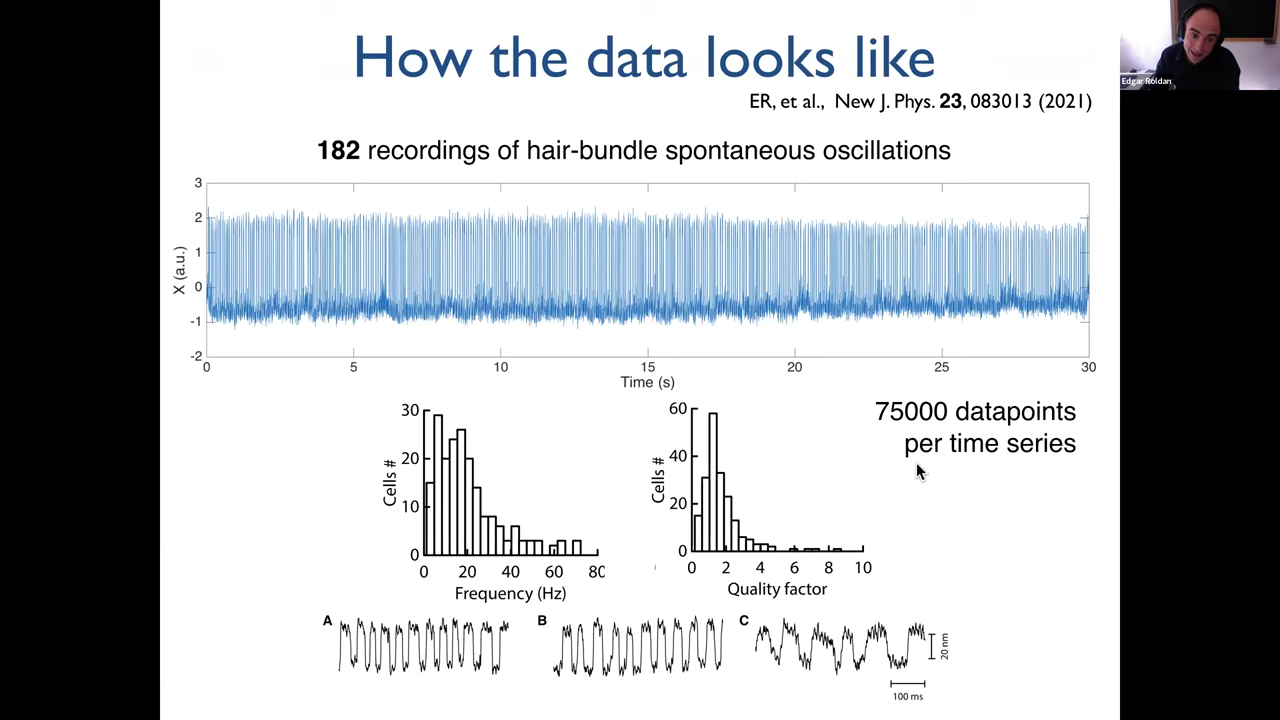 How the data looks like
Edgar Róldan
ER, et al., New J. Phys. 23, 083013 (2021)
182 recordings of hair-bundle spontaneous oscillations
3
2
1
0
-1
-2
X (a.u.)
0 5 10 15 20 25 30
Time (s)
30
20
10
0
Cells #
0 20 40 60 80
Frequency (Hz)
60
40
20
0
Cells #
0 2 4 6 8 10
Quality factor
75000 datapoints
per time series
A B C
20 nm
100 ms